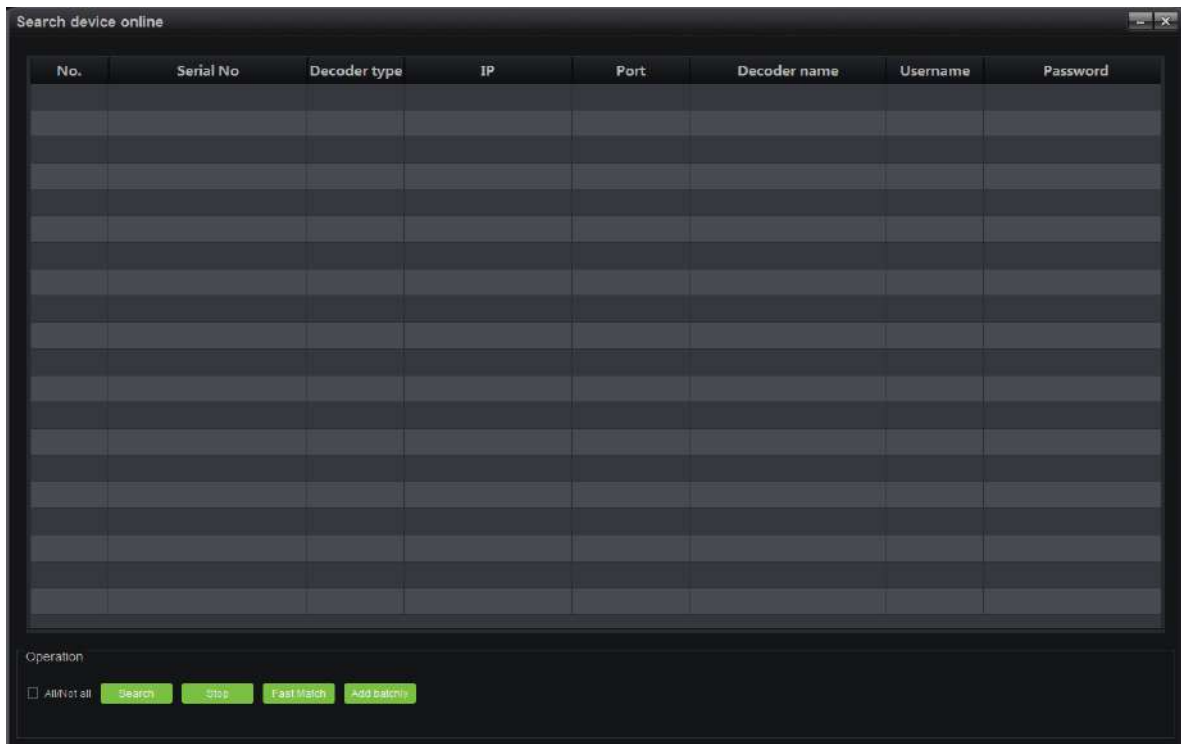 Search device online
No. Serial No Decoder type IP Port Decoder name Username Password
Operation
All/Not all Search Stop Fast Match Add batchly